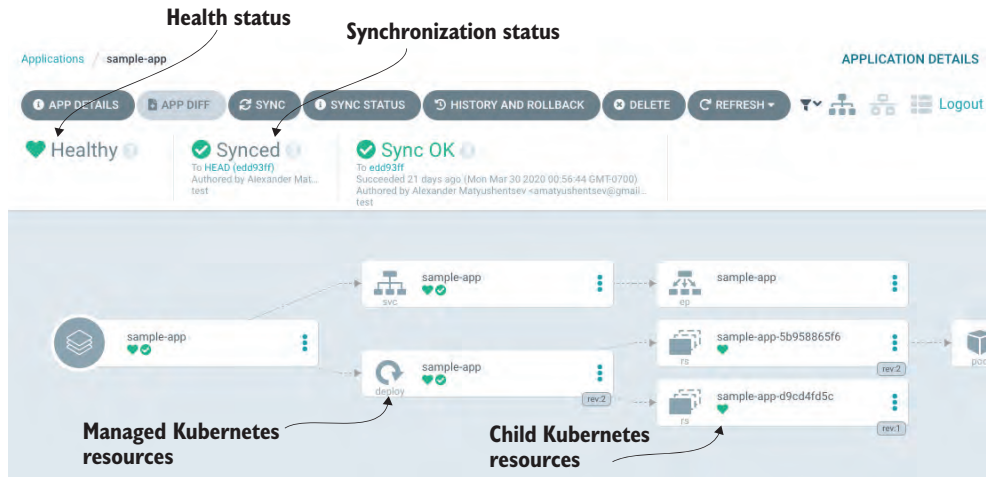 Health status
Synchronization status
Applications / sample-app
APPLICATION DETAILS
APP DETAILS
APP DIFF
SYNC
SYNC STATUS
HISTORY AND ROLLBACK
DELETE
REFRESH
Logout
Healthy
Synced
To HEAD (edd93ff)
Authored by Alexander Mat...
test
Sync OK
To edd93ff
Succeeded 21 days ago (Mon Mar 30 2020 00:56:44 GMT-0700)
Authored by Alexander Matyushentsev <amatyushentsev@gmail...
test
sample-app
svc
sample-app
ep
sample-app
sample-app
deploy
rev:2
sample-app-5b958865f6
rs
rev:2
pod
sample-app-d9cd4fd5c
rs
rev:1
Managed Kubernetes
resources
Child Kubernetes
resources